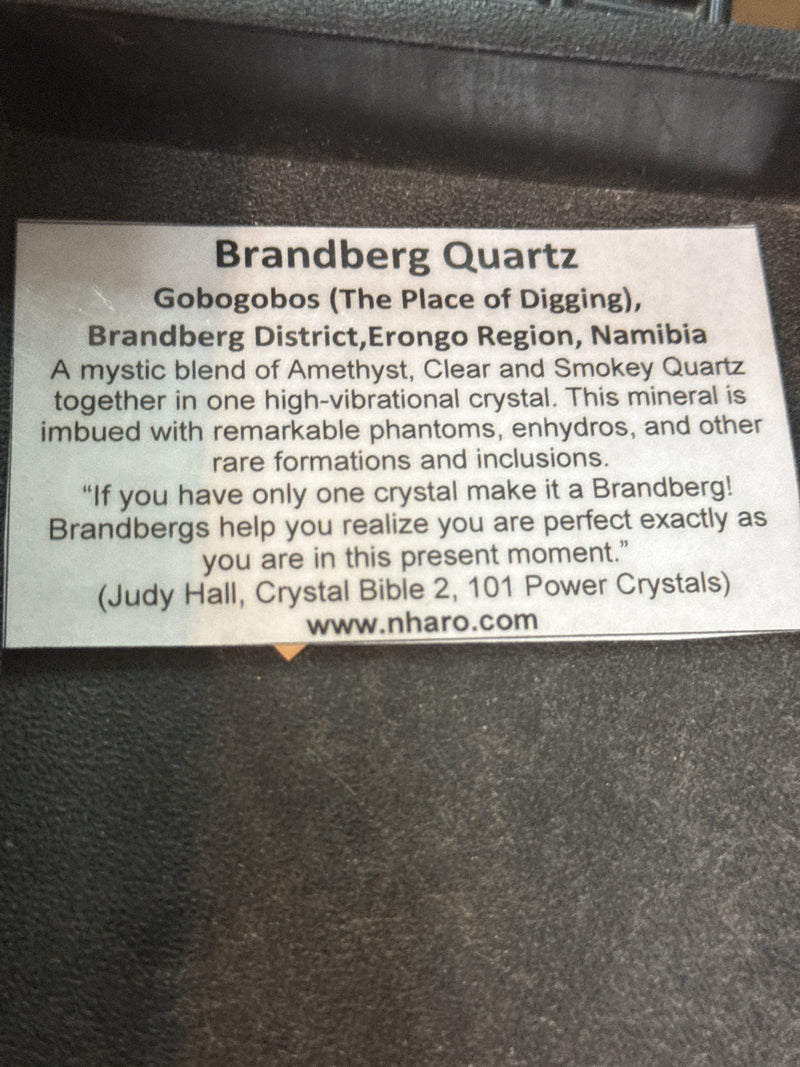 Brandberg Quartz
Gobogobos (The Place of Digging),
Brandberg District,Erongo Region, Namibia
A mystic blend of Amethyst, Clear and Smokey Quartz
together in one high-vibrational crystal. This mineral is
imbued with remarkable phantoms, enhydros, and other
rare formations and inclusions.
“If you have only one crystal make it a Brandberg!
Brandbergs help you realize you are perfect exactly as
you are in this present moment.”
(Judy Hall, Crystal Bible 2, 101 Power Crystals)
www.nharo.com